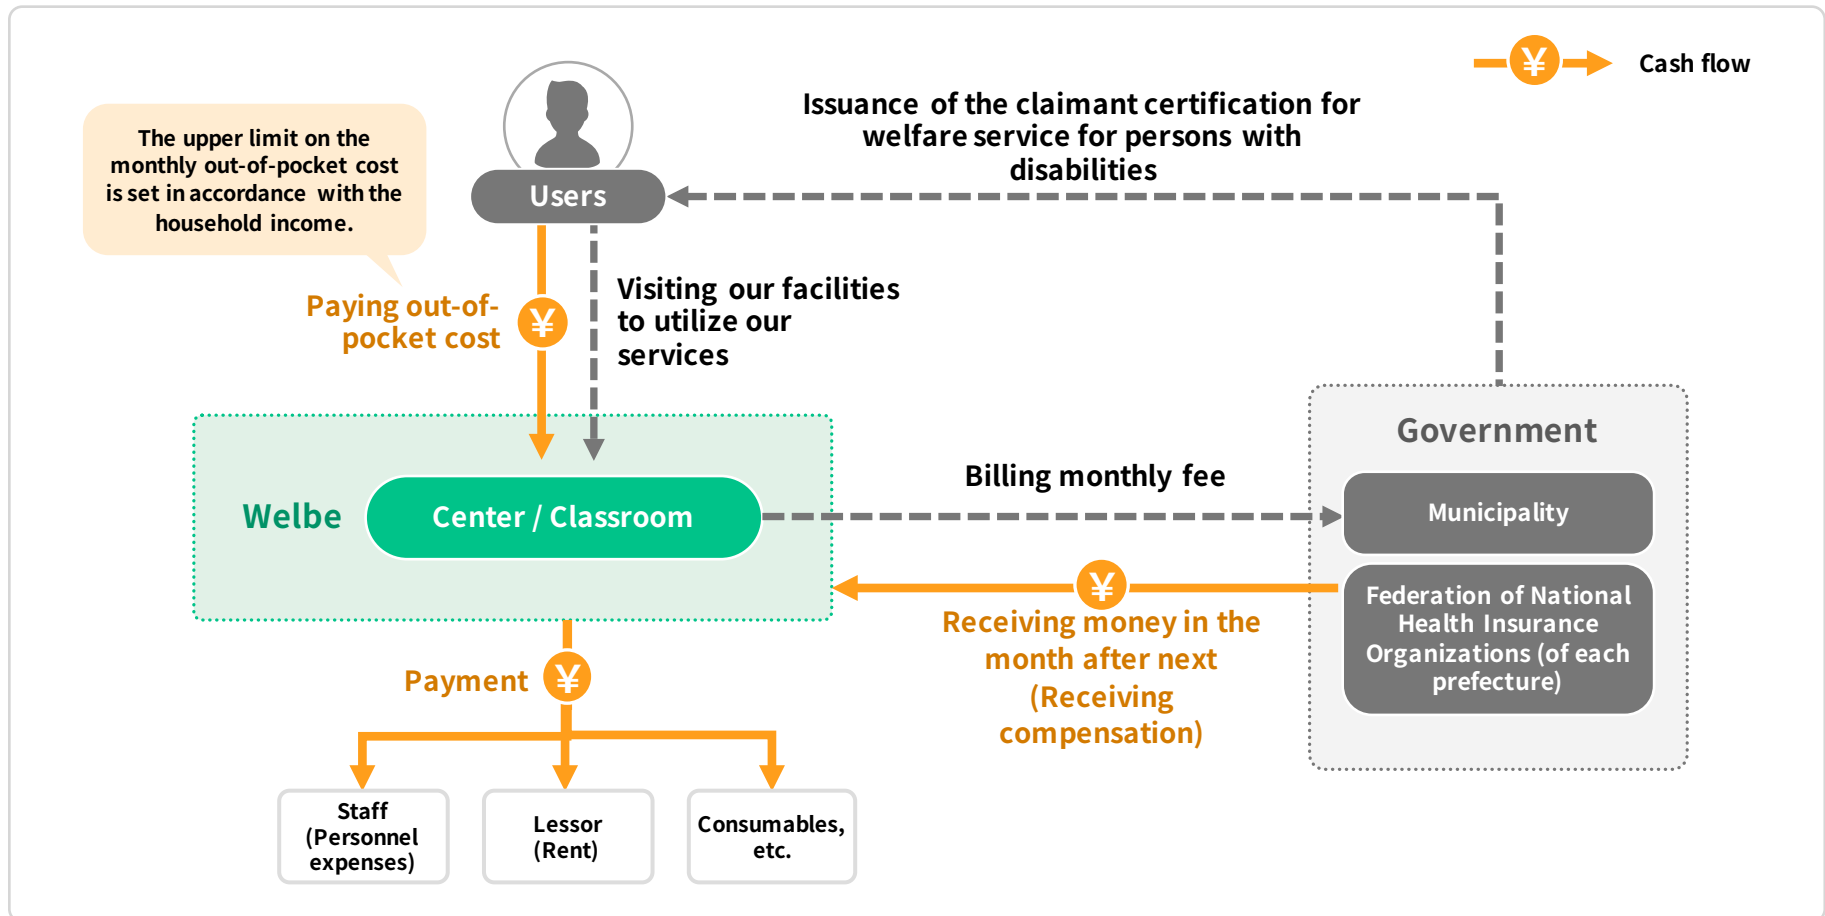 ¥
Cash flow
Issuance of the claimant certification for
welfare service for persons with
disabilities
The upper limit on the
monthly out-of-pocket cost
is set in accordance with the
household income.
Users
Paying out-of-
pocket cost
¥
Visiting our facilities
to utilize our
services
Government
Welbe
Center / Classroom
Billing monthly fee
Municipality
¥
Receiving money in the
month after next
(Receiving
compensation)
Federation of National
Health Insurance
Organizations (of each
prefecture)
Payment
¥
Staff
(Personnel
expenses)
Lessor
(Rent)
Consumables,
etc.